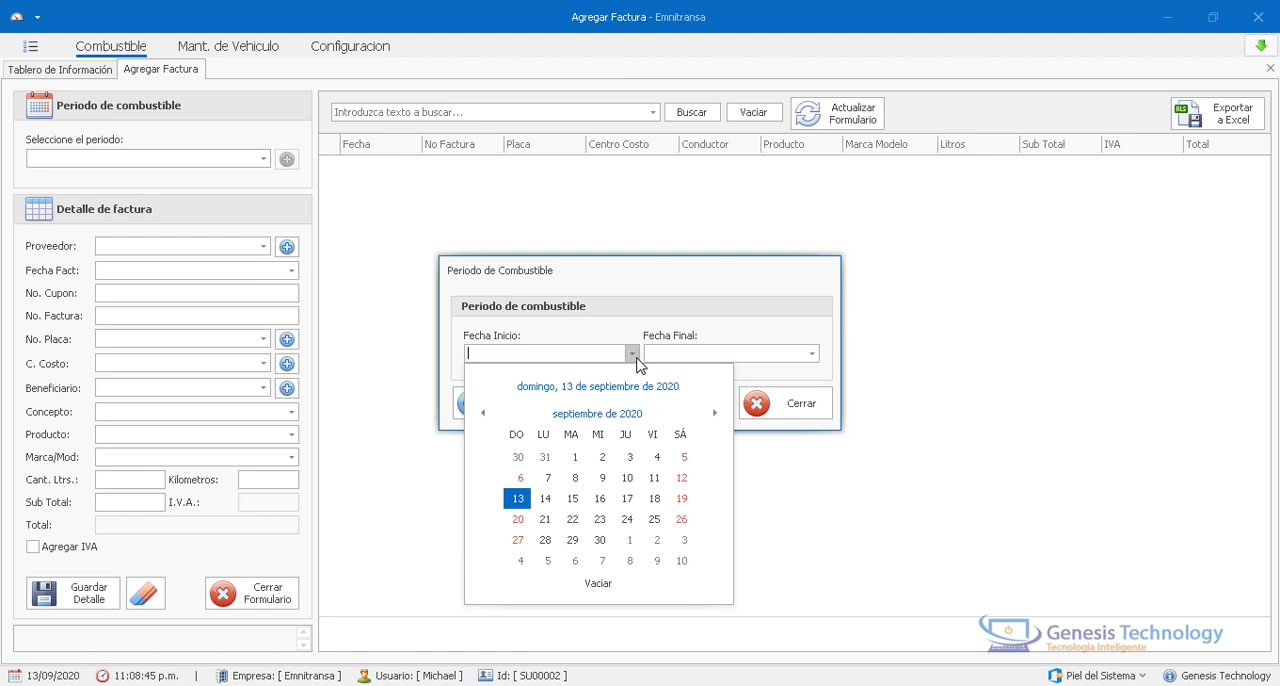 Agregar Factura - Emnitransa
Combustible Mant. de Vehiculo Configuracion
Tablero de Información Agregar Factura
Periodo de combustible
Seleccione el periodo:
Detalle de factura
Proveedor:
Fecha Fact:
No. Cupon:
No. Factura:
No. Placa:
C. Costo:
Beneficiario:
Concepto:
Producto:
Marca/Mod:
Cant. Ltrs.: Kilometros:
Sub Total: I.V.A.:
Total:
Agregar IVA
Guardar Detalle
Cerrar Formulario
Introduzca texto a buscar... Buscar Vaciar Actualizar Formulario XLS Exportar a Excel
Fecha No Factura Placa Centro Costo Conductor Producto Marca Modelo Litros Sub Total IVA Total
Periodo de Combustible
Periodo de combustible
Fecha Inicio: Fecha Final:
Cerrar
domingo, 13 de septiembre de 2020
septiembre de 2020
DO LU MA MI JU VI SÁ
30 31 1 2 3 4 5
6 7 8 9 10 11 12
13 14 15 16 17 18 19
20 21 22 23 24 25 26
27 28 29 30 1 2 3
4 5 6 7 8 9 10
Vaciar
Genesis Technology
Tecnología Inteligente
13/09/2020 11:08:45 p.m. | Empresa: [ Emnitransa ] Usuario: [ Michael ] Id: [ SU00002 ] Piel del Sistema Genesis Technology